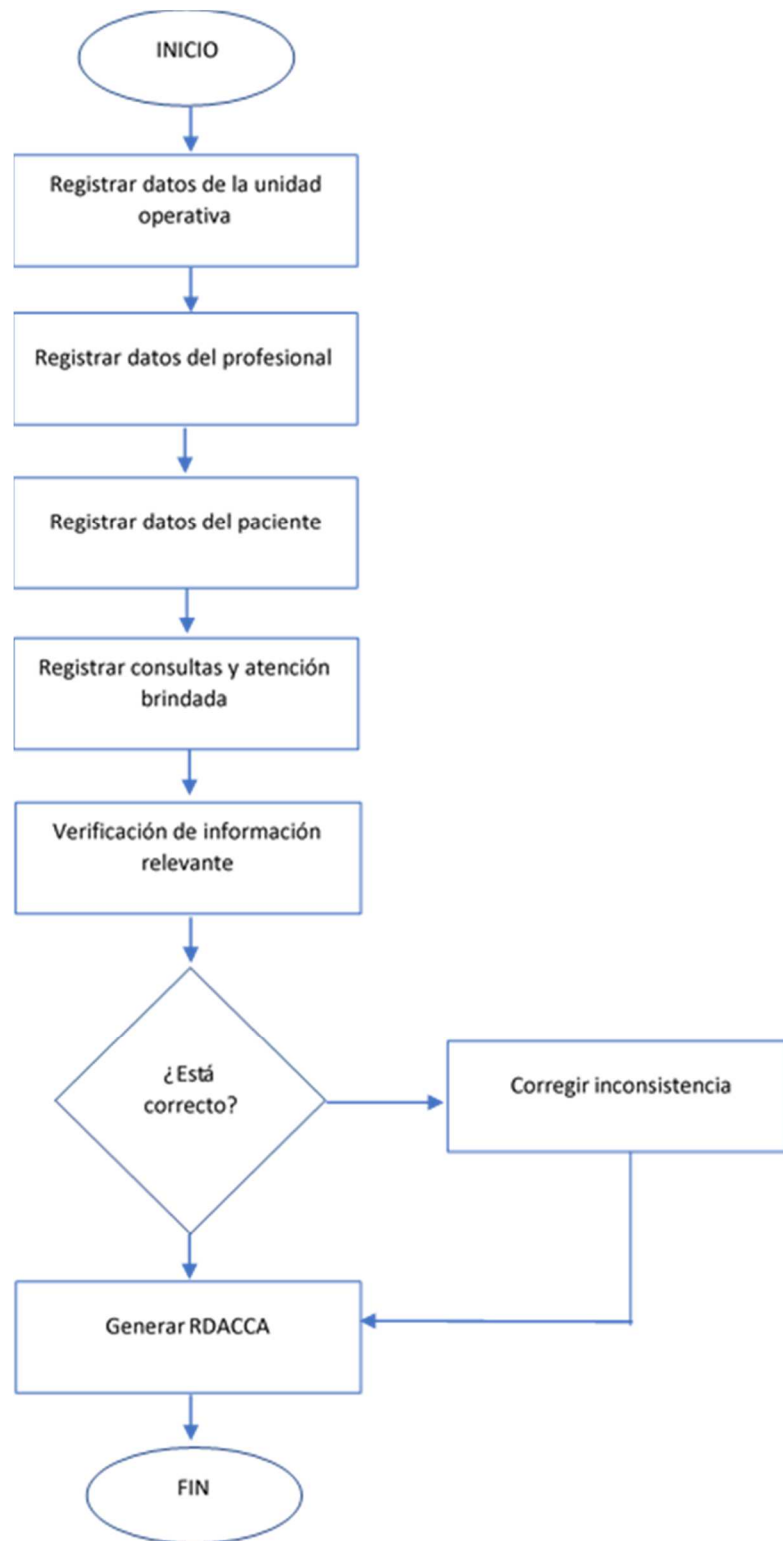 INICIO
Registrar datos de la unidad
operativa
Registrar datos del profesional
Registrar datos del paciente
Registrar consultas y atención
brindada
Verificación de información
relevante
¿Está
correcto?
Corregir inconsistencia
Generar RDACCA
FIN